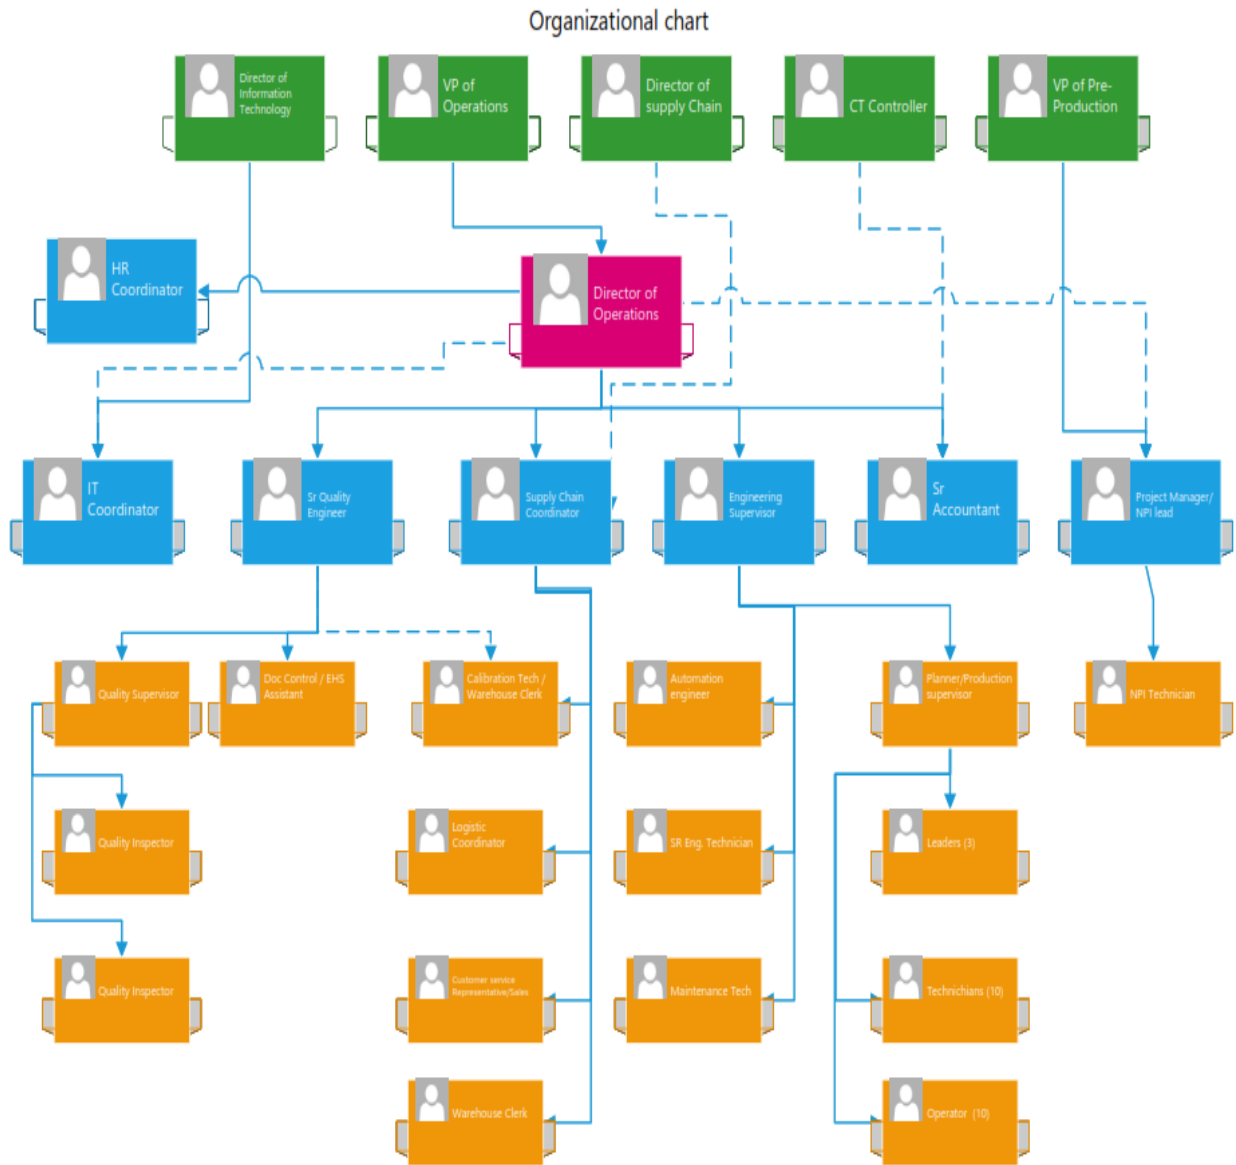 Organizational chart
Director of
Information
Technology
VP of
Operations
Director of
supply Chain
CT Controller
VP of Pre-
Production
HR
Coordinator
Director of
Operations
IT
Coordinator
Sr Quality
Engineer
Supply Chain
Coordinator
Engineering
Supervisor
Sr
Accountant
Project Manager/
NPI lead
Quality Supervisor
Doc Control / EHS
Assistant
Calibration Tech /
Warehouse Clerk
Automation
engineer
Planner/Production
supervisor
NPI Technician
Quality Inspector
Logistic
Coordinator
SR Eng. Technician
Leaders (3)
Quality Inspector
Customer service
Representative/Sales
Maintenance Tech
Technichians (10)
Warehouse Clerk
Operator (10)